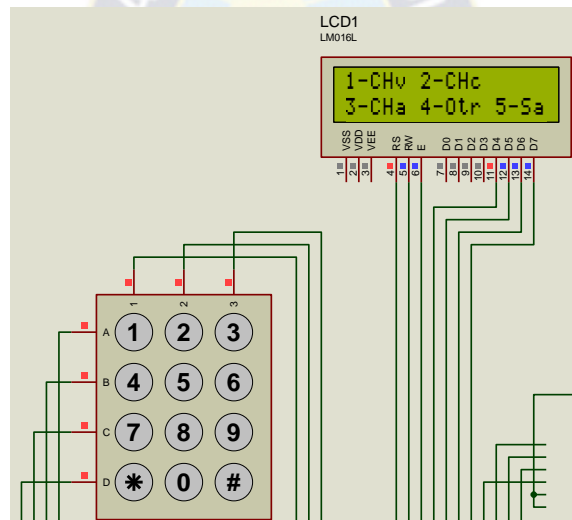 LCD1
LM016L
1-CHv 2-CHc
3-CHa 4-Otr 5-Sa
VSS VDD VEE RS RW E D0 D1 D2 D3 D4 D5 D6 D7
1 2 3 4 5 6 7 8 9 10 11 12 13 14
1 2 3
A 1 2 3
B 4 5 6
C 7 8 9
D * 0 #